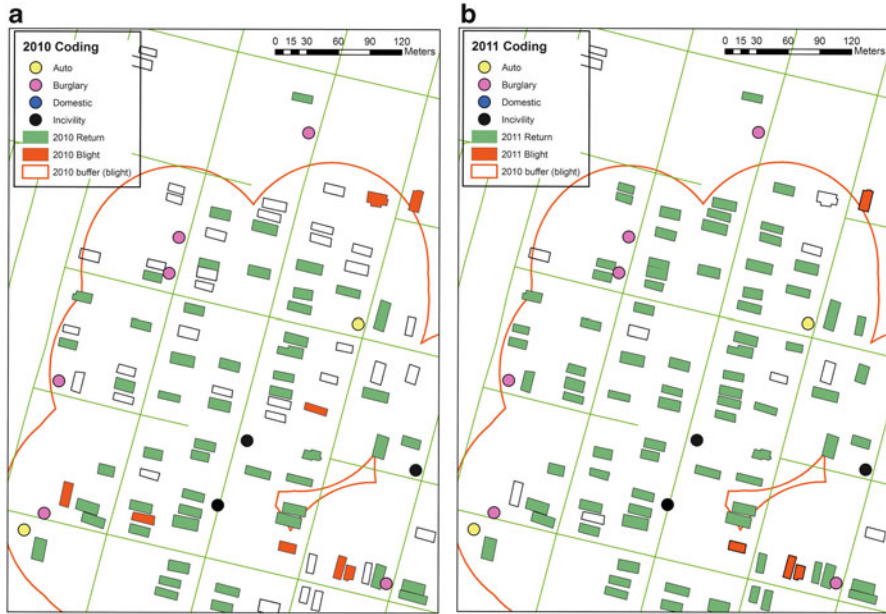 a
2010 Coding
Auto
Burglary
Domestic
Incivility
2010 Return
2010 Blight
2010 buffer (blight)
0 15 30 60 90 120
Meters
b
2011 Coding
Auto
Burglary
Domestic
Incivility
2011 Return
2011 Blight
2010 buffer (blight)
0 15 30 60 90 120
Meters